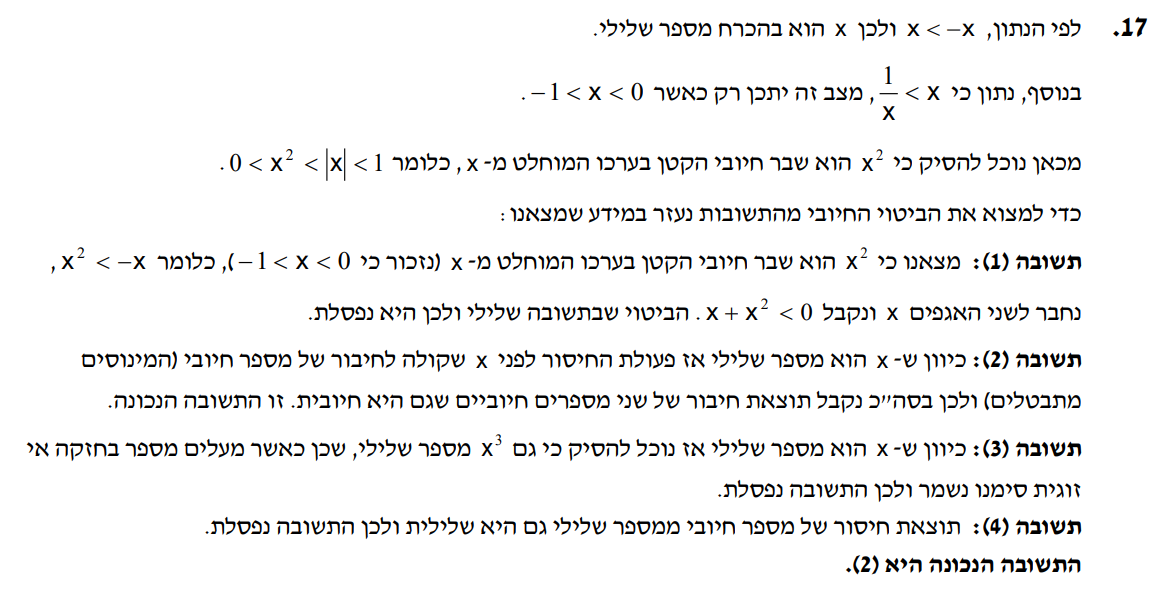 17. לפי הנתון, x < −x ולכן x הוא בהכרח מספר שלילי.
בנוסף, נתון כי 1/x < x, מצב זה יתכן רק כאשר −1 < x < 0.
מכאן נוכל להסיק כי x² הוא שבר חיובי הקטן בערכו המוחלט מ- x, כלומר 0 < x² < |x| < 1.
כדי למצוא את הביטוי החיובי מהתשובות נעזר במידע שמצאנו:
תשובה (1): מצאנו כי x² הוא שבר חיובי הקטן בערכו המוחלט מ- x (נזכור כי −1 < x < 0), כלומר x² < −x,
נחבר לשני האגפים x ונקבל x + x² < 0. הביטוי שבתשובה שלילי ולכן היא נפסלת.
תשובה (2): כיוון ש- x הוא מספר שלילי אז פעולת החיסור לפני x שקולה לחיבור של מספר חיובי (המינוסים
מתבטלים) ולכן בסה״כ נקבל תוצאת חיבור של שני מספרים חיוביים שגם היא חיובית. זו התשובה הנכונה.
תשובה (3): כיוון ש- x הוא מספר שלילי אז נוכל להסיק כי גם x³ מספר שלילי, שכן כאשר מעלים מספר בחזקה אי
זוגית סימנו נשמר ולכן התשובה נפסלת.
תשובה (4): תוצאת חיסור של מספר חיובי ממספר שלילי גם היא שלילית ולכן התשובה נפסלת.
התשובה הנכונה היא (2).